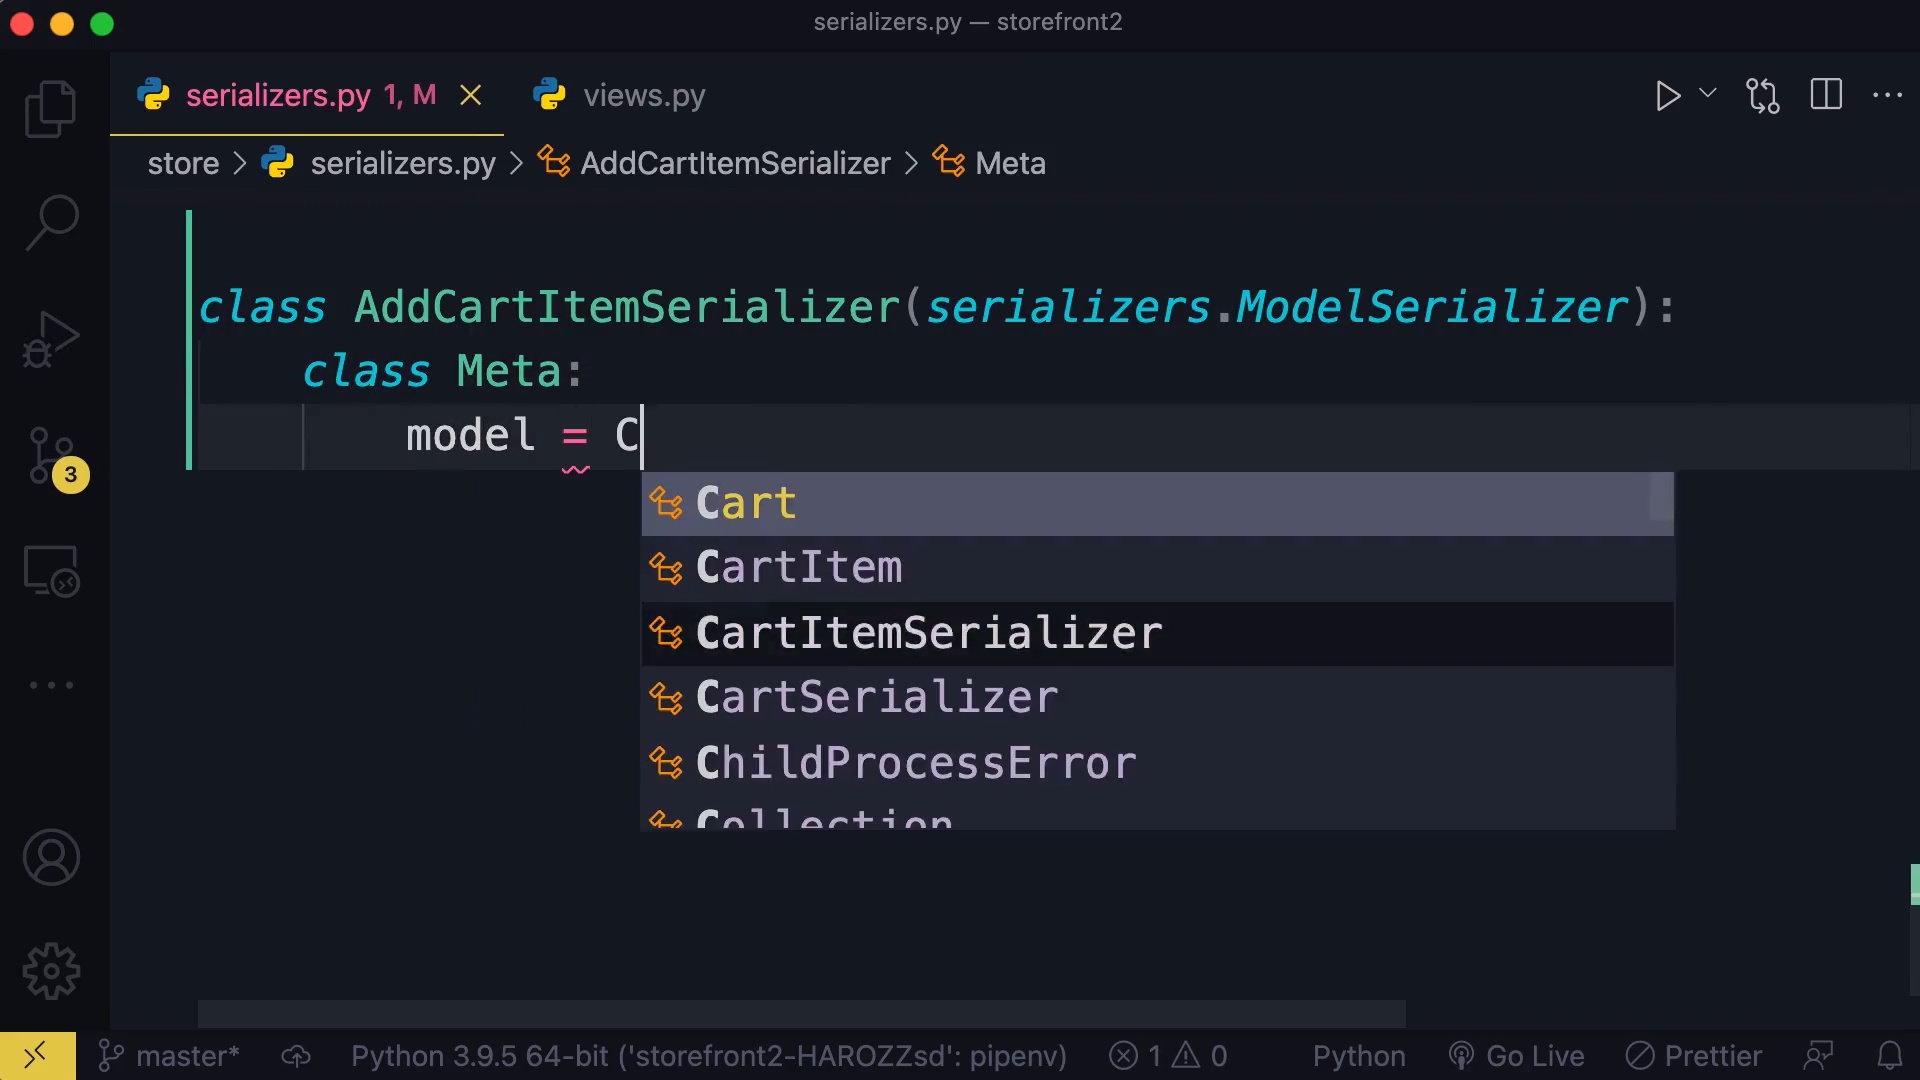 serializers.py — storefront2
serializers.py 1, M
views.py
store > serializers.py > AddCartItemSerializer > Meta
class AddCartItemSerializer(serializers.ModelSerializer):
class Meta:
model = C
Cart
CartItem
CartItemSerializer
CartSerializer
ChildProcessError
Collection
3
master* Python 3.9.5 64-bit ('storefront2-HAROZZsd': pipenv) 1 0 Python Go Live Prettier